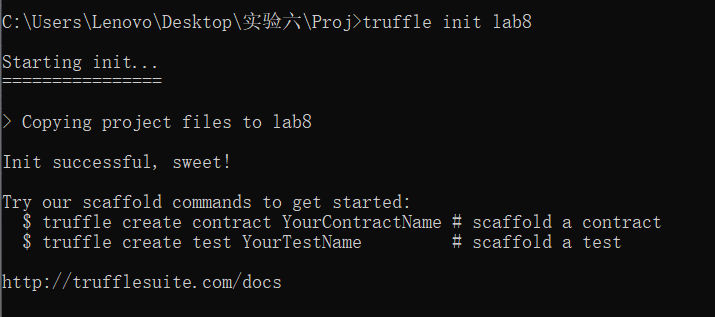 C:\Users\Lenovo\Desktop\实验六\Proj>truffle init lab8
Starting init...
================
> Copying project files to lab8
Init successful, sweet!
Try our scaffold commands to get started:
  $ truffle create contract YourContractName # scaffold a contract
  $ truffle create test YourTestName         # scaffold a test
http://trufflesuite.com/docs